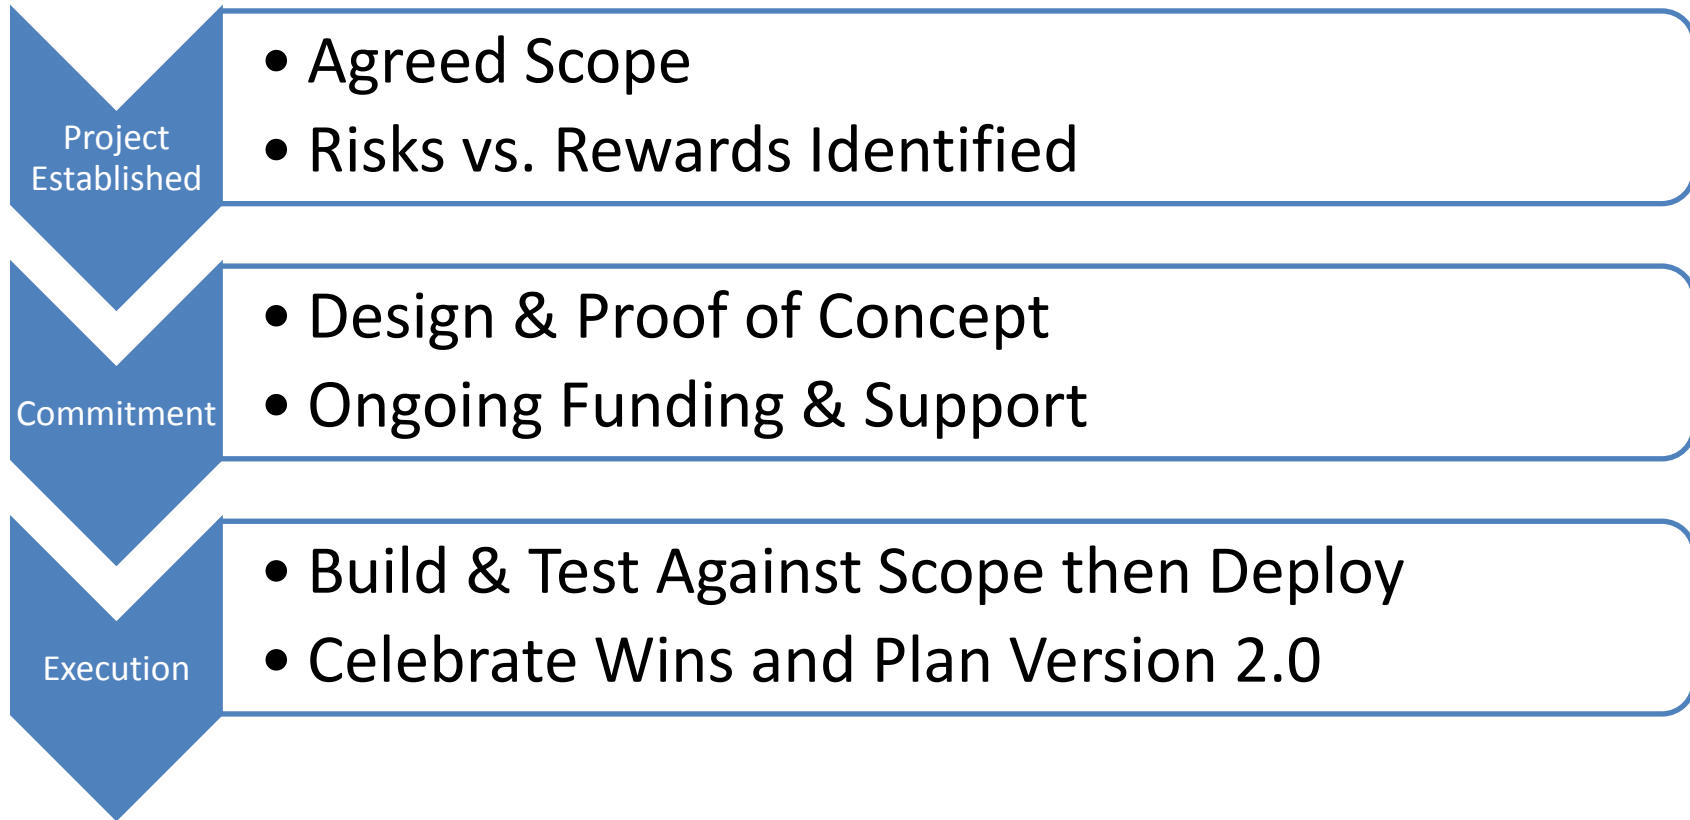 Project
Established
• Agreed Scope
• Risks vs. Rewards Identified
Commitment
• Design & Proof of Concept
• Ongoing Funding & Support
Execution
• Build & Test Against Scope then Deploy
• Celebrate Wins and Plan Version 2.0